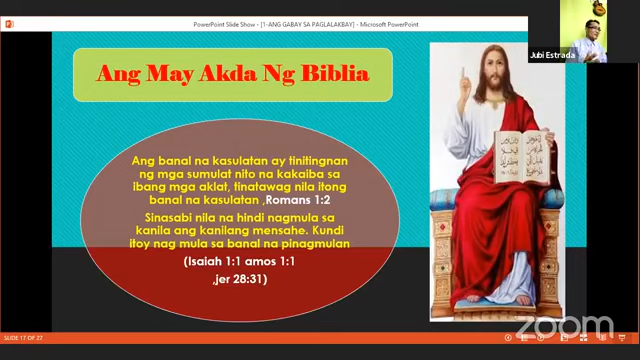 PowerPoint Slide Show - [1-ANG GABAY SA PAGLALAKBAY] - Microsoft PowerPoint
Jubi Estrada
Ang May Akda Ng Biblia
Ang banal na kasulatan ay tinitingnan
ng mga sumulat nito na kakaiba sa
ibang mga aklat, tinatawag nila itong
banal na kasulatan ,Romans 1:2
Sinasabi nila na hindi nagmula sa
kanila ang kanilang mensahe. Kundi
itoy nag mula sa banal na pinagmulan
(Isaiah 1:1 amos 1:1
,jer 28:31)
zoom
SLIDE 17 OF 27